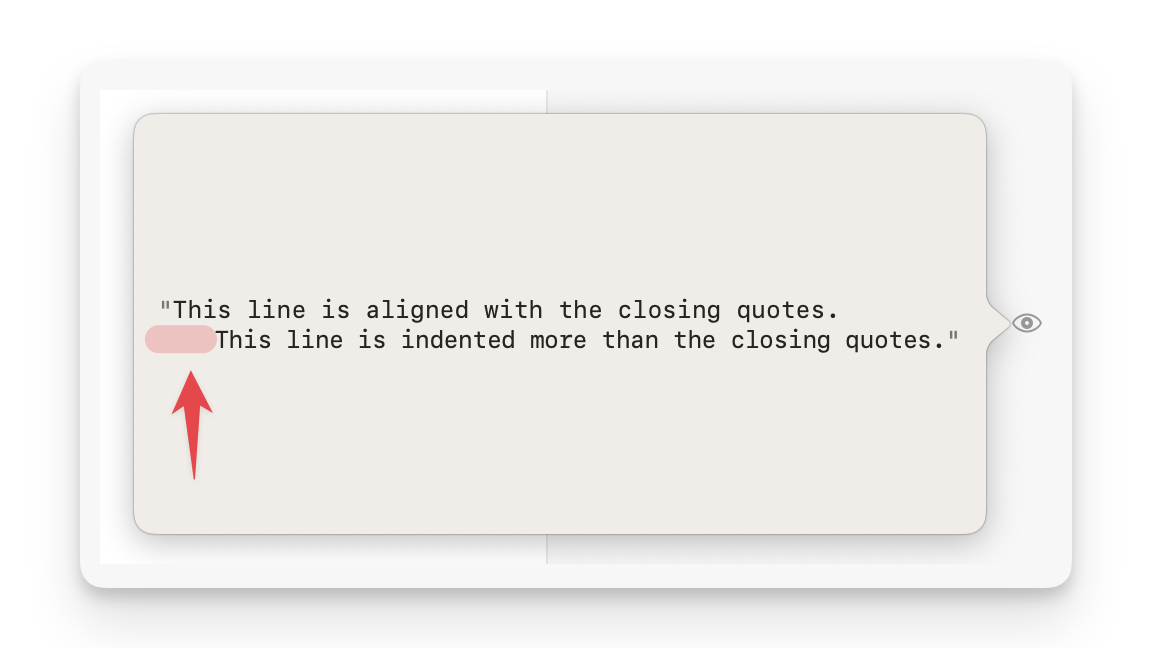 "This line is aligned with the closing quotes.
    This line is indented more than the closing quotes."